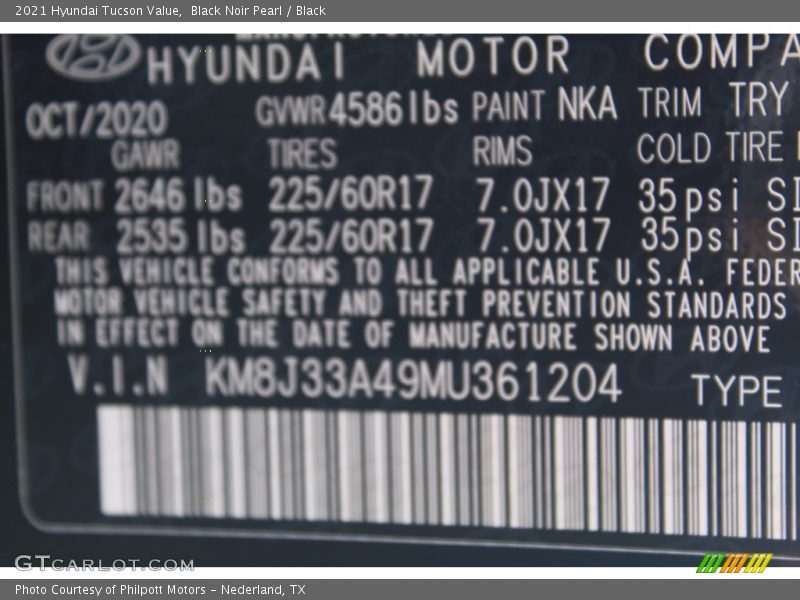 2021 Hyundai Tucson Value, Black Noir Pearl / Black
HYUNDAI MOTOR COMPA
OCT/2020 GVWR 4586 lbs PAINT NKA TRIM TRY
GAWR TIRES RIMS COLD TIRE
FRONT 2646 lbs 225/60R17 7.0JX17 35psi SI
REAR 2535 lbs 225/60R17 7.0JX17 35psi SI
THIS VEHICLE CONFORMS TO ALL APPLICABLE U.S.A. FEDER
MOTOR VEHICLE SAFETY AND THEFT PREVENTION STANDARDS
IN EFFECT ON THE DATE OF MANUFACTURE SHOWN ABOVE
V.I.N KM8J33A49MU361204 TYPE
GTCARLOT.COM
Photo Courtesy of Philpott Motors - Nederland, TX